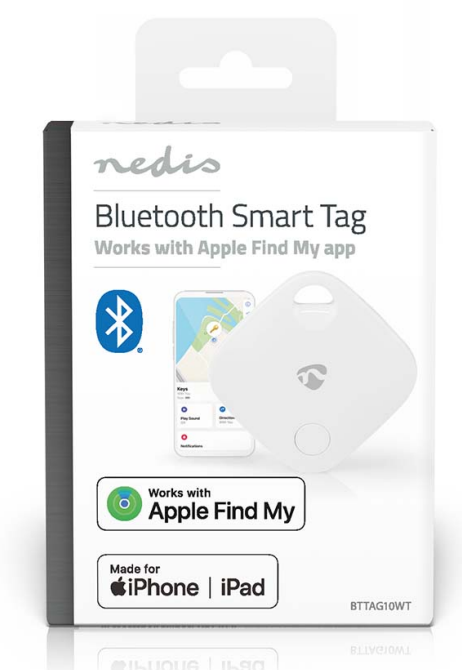 nedis
Bluetooth Smart Tag
Works with Apple Find My app
Keys
Play Sound
Notifications
Works with
Apple Find My
Made for
iPhone | iPad
BTTAG10WT